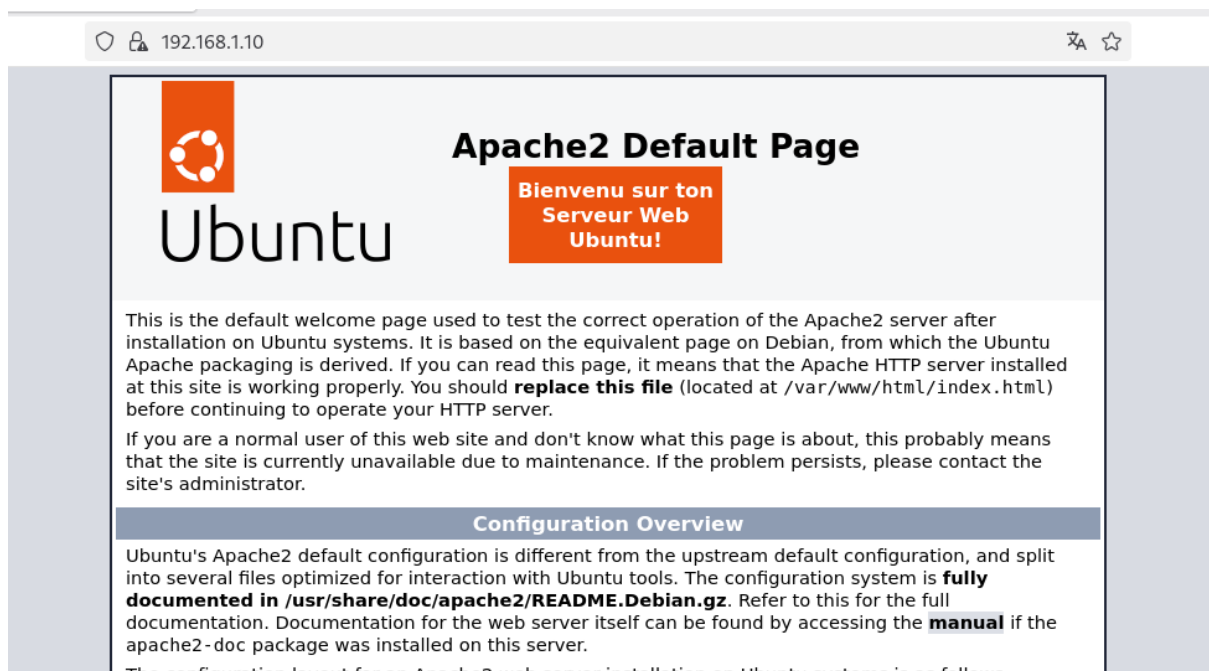 192.168.1.10
Apache2 Default Page
Ubuntu
Bienvenu sur ton
Serveur Web
Ubuntu!
This is the default welcome page used to test the correct operation of the Apache2 server after
installation on Ubuntu systems. It is based on the equivalent page on Debian, from which the Ubuntu
Apache packaging is derived. If you can read this page, it means that the Apache HTTP server installed
at this site is working properly. You should replace this file (located at /var/www/html/index.html)
before continuing to operate your HTTP server.
If you are a normal user of this web site and don't know what this page is about, this probably means
that the site is currently unavailable due to maintenance. If the problem persists, please contact the
site's administrator.
Configuration Overview
Ubuntu's Apache2 default configuration is different from the upstream default configuration, and split
into several files optimized for interaction with Ubuntu tools. The configuration system is fully
documented in /usr/share/doc/apache2/README.Debian.gz. Refer to this for the full
documentation. Documentation for the web server itself can be found by accessing the manual if the
apache2-doc package was installed on this server.